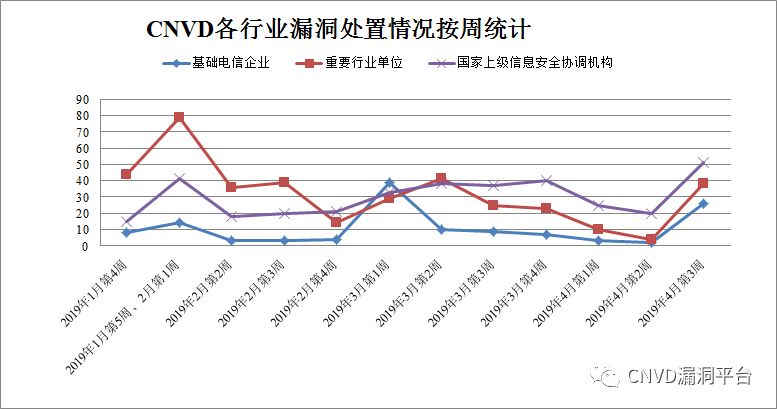 CNVD各行业漏洞处置情况按周统计
基础电信企业 重要行业单位 国家上级信息安全协调机构
90
80
70
60
50
40
30
20
10
0
2019年1月第4周
2019年1月第5周、2月第1周
2019年2月第2周
2019年2月第3周
2019年2月第4周
2019年3月第1周
2019年3月第2周
2019年3月第3周
2019年3月第4周
2019年4月第1周
2019年4月第2周
2019年4月第3周
CNVD漏洞平台